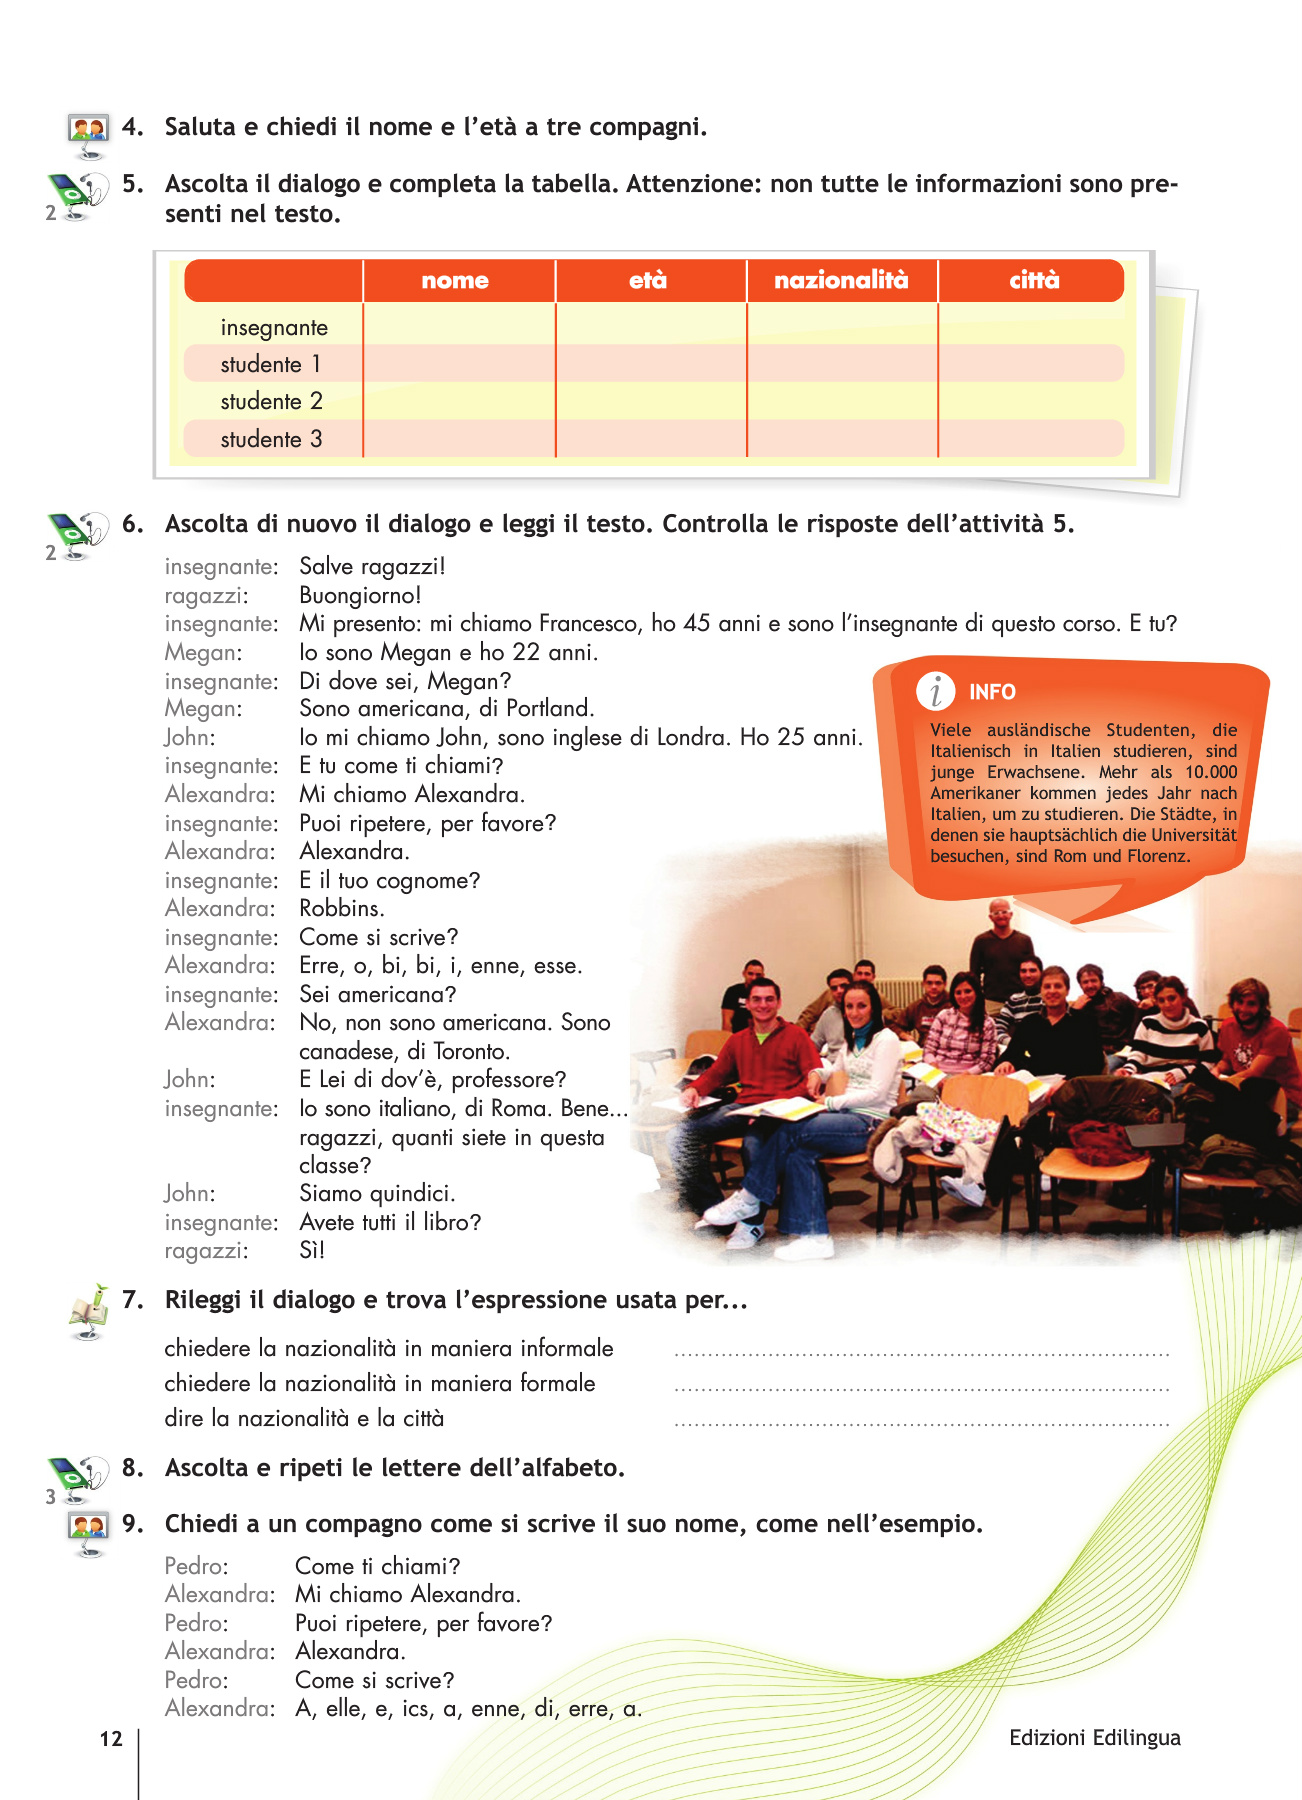 4. Saluta e chiedi il nome e l'età a tre compagni.
2
5. Ascolta il dialogo e completa la tabella. Attenzione: non tutte le informazioni sono pre-
senti nel testo.
nome età nazionalità città
insegnante
studente 1
studente 2
studente 3
2
6. Ascolta di nuovo il dialogo e leggi il testo. Controlla le risposte dell'attività 5.
insegnante: Salve ragazzi!
ragazzi: Buongiorno!
insegnante: Mi presento: mi chiamo Francesco, ho 45 anni e sono l'insegnante di questo corso. E tu?
Megan: Io sono Megan e ho 22 anni.
insegnante: Di dove sei, Megan?
Megan: Sono americana, di Portland.
John: Io mi chiamo John, sono inglese di Londra. Ho 25 anni.
insegnante: E tu come ti chiami?
Alexandra: Mi chiamo Alexandra.
insegnante: Puoi ripetere, per favore?
Alexandra: Alexandra.
insegnante: E il tuo cognome?
Alexandra: Robbins.
insegnante: Come si scrive?
Alexandra: Erre, o, bi, bi, i, enne, esse.
insegnante: Sei americana?
Alexandra: No, non sono americana. Sono
canadese, di Toronto.
John: E Lei di dov'è, professore?
insegnante: Io sono italiano, di Roma. Bene...
ragazzi, quanti siete in questa
classe?
John: Siamo quindici.
insegnante: Avete tutti il libro?
ragazzi: Sì!
i INFO
Viele ausländische Studenten, die
Italienisch in Italien studieren, sind
junge Erwachsene. Mehr als 10.000
Amerikaner kommen jedes Jahr nach
Italien, um zu studieren. Die Städte, in
denen sie hauptsächlich die Universität
besuchen, sind Rom und Florenz.
7. Rileggi il dialogo e trova l'espressione usata per...
chiedere la nazionalità in maniera informale
chiedere la nazionalità in maniera formale
dire la nazionalità e la città
3
8. Ascolta e ripeti le lettere dell'alfabeto.
9. Chiedi a un compagno come si scrive il suo nome, come nell'esempio.
Pedro: Come ti chiami?
Alexandra: Mi chiamo Alexandra.
Pedro: Puoi ripetere, per favore?
Alexandra: Alexandra.
Pedro: Come si scrive?
Alexandra: A, elle, e, ics, a, enne, di, erre, a.
12
Edizioni Edilingua